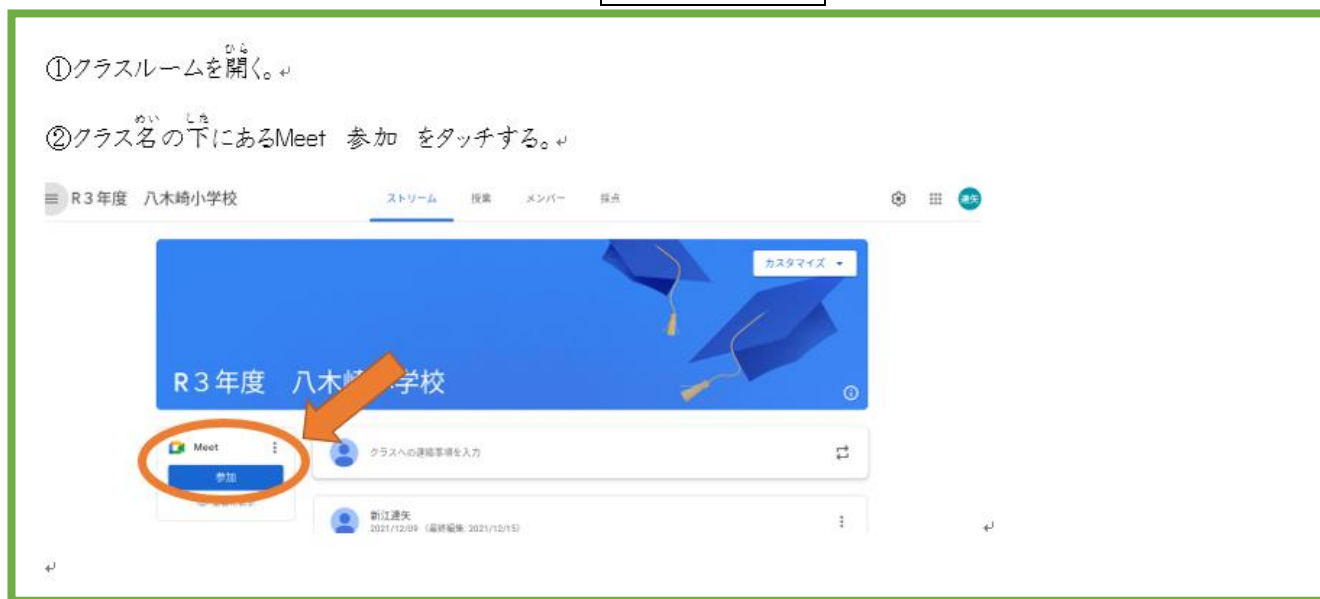 ①クラスルームを開く。
②クラス名の下にあるMeet 参加 をタッチする。
R３年度 八木崎小学校 ストリーム 授業 メンバー 採点 達矢
カスタマイズ
R３年度 八木崎小学校
Meet
参加
クラスへの連絡事項を入力
新江達矢
2021/12/09 (最終編集: 2021/12/15)